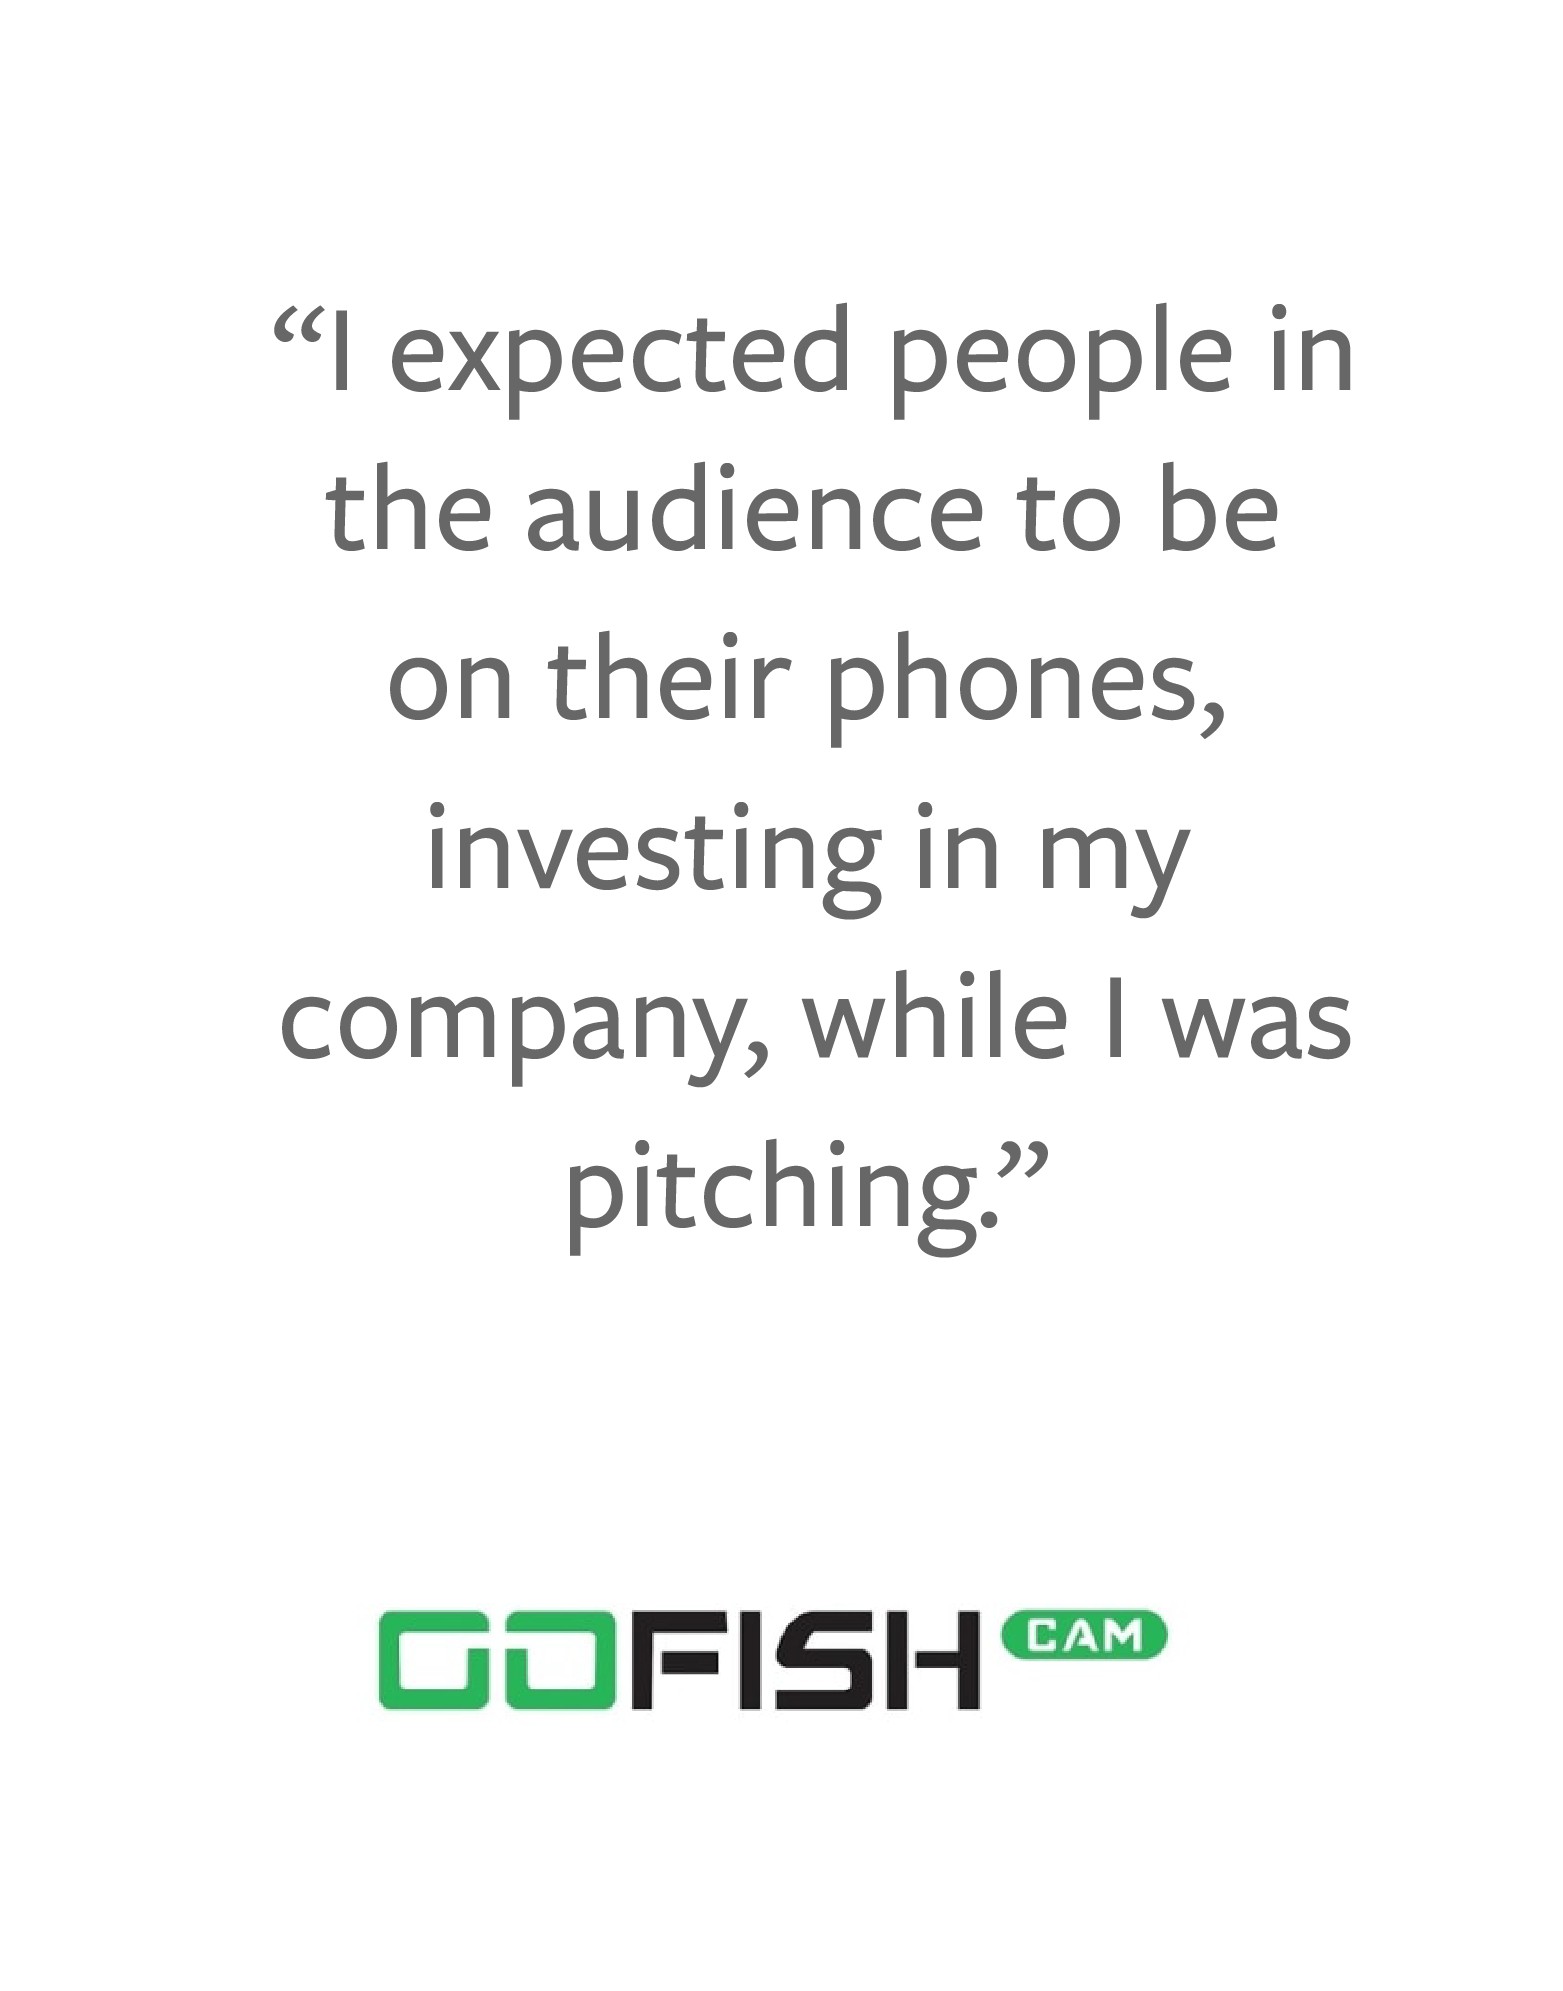 “I expected people in
the audience to be
on their phones,
investing in my
company, while I was
pitching.”
GOFISH CAM